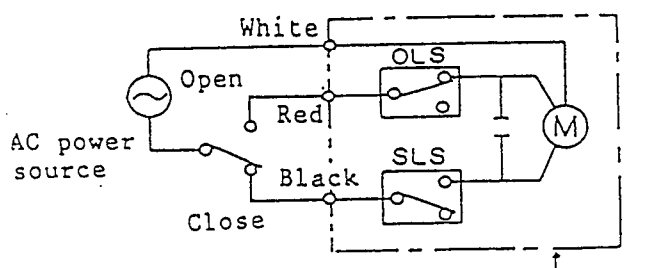 White
OLS
Open
Red
AC power
source
SLS
Black
Close
M